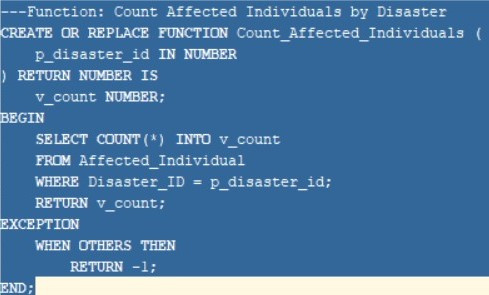 ---Function: Count Affected Individuals by Disaster
CREATE OR REPLACE FUNCTION Count_Affected_Individuals (
    p_disaster_id IN NUMBER
) RETURN NUMBER IS
    v_count NUMBER;
BEGIN
    SELECT COUNT(*) INTO v_count
    FROM Affected_Individual
    WHERE Disaster_ID = p_disaster_id;
    RETURN v_count;
EXCEPTION
    WHEN OTHERS THEN
        RETURN -1;
END;